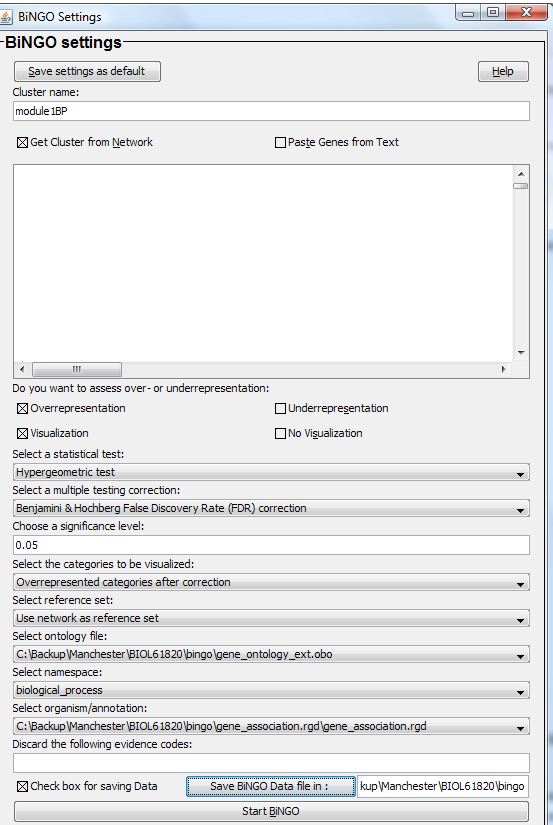 BiNGO Settings
BiNGO settings
Save settings as default Help
Cluster name:
module1BP
Get Cluster from Network Paste Genes from Text
Do you want to assess over- or underrepresentation:
Overrepresentation Underrepresentation
Visualization No Visualization
Select a statistical test:
Hypergeometric test
Select a multiple testing correction:
Benjamini & Hochberg False Discovery Rate (FDR) correction
Choose a significance level:
0.05
Select the categories to be visualized:
Overrepresented categories after correction
Select reference set:
Use network as reference set
Select ontology file:
C:\Backup\Manchester\BIOL61820\bingo\gene_ontology_ext.obo
Select namespace:
biological_process
Select organism/annotation:
C:\Backup\Manchester\BIOL61820\bingo\gene_association.rgd\gene_association.rgd
Discard the following evidence codes:
Check box for saving Data Save BiNGO Data file in : kup\Manchester\BIOL61820\bingo
Start BiNGO